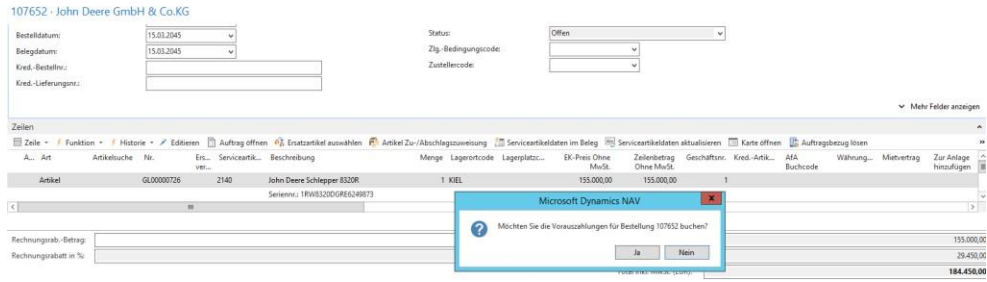 107652 · John Deere GmbH & Co.KG
Bestelldatum: 15.03.2045 Status: Offen
Belegdatum: 15.03.2045 Zlg.-Bedingungscode:
Kred.-Bestellnr.: Zustellercode:
Kred.-Lieferungsnr.:
Mehr Felder anzeigen
Zeilen
Zeile Funktion Historie Editieren Auftrag öffnen Ersatzartikel auswählen Artikel Zu-/Abschlagszuweisung Serviceartikeldaten im Beleg Serviceartikeldaten aktualisieren Karte öffnen Auftragsbezug lösen
A... Art Artikelsuche Nr. Ers... ver... Serviceartik... Beschreibung Menge Lagerortcode Lagerplatzc... EK-Preis Ohne MwSt. Zeilenbetrag Ohne MwSt. Geschäftsnr. Kred.-Artik... AfA Buchcode Währung... Mietvertrag Zur Anlage hinzufügen
Artikel GL00000726 2140 John Deere Schlepper 8320R 1 KIEL 155.000,00 155.000,00 1
Seriennr.: 1RW8320DGRE6249873
Microsoft Dynamics NAV
Möchten Sie die Vorauszahlungen für Bestellung 107652 buchen?
Ja Nein
Rechnungsrab.-Betrag: 155.000,00
Rechnungsrabatt in %: 29.450,00
184.450,00